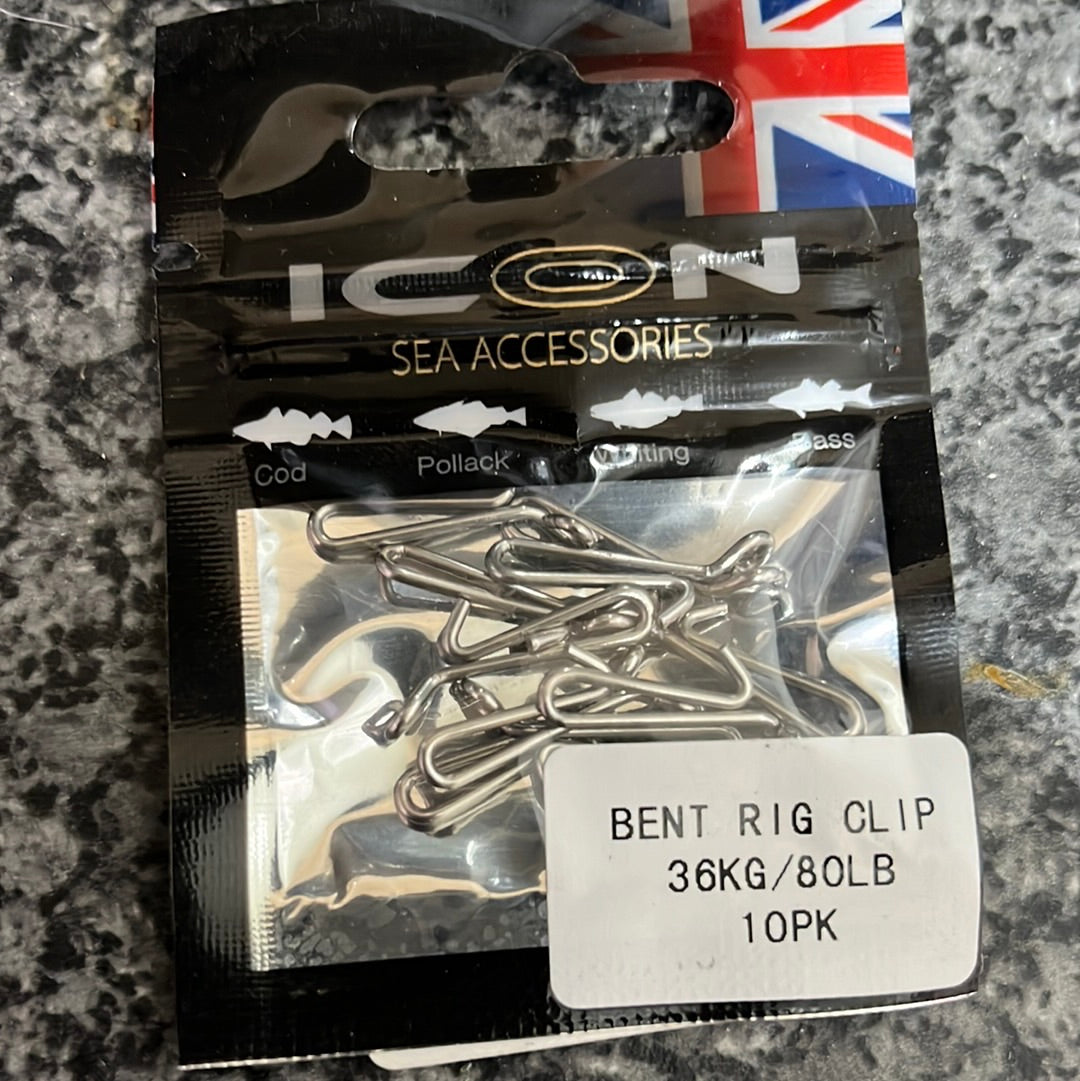 ICON
SEA ACCESSORIES
Cod Pollack Whiting Bass
BENT RIG CLIP
36KG/80LB
10PK